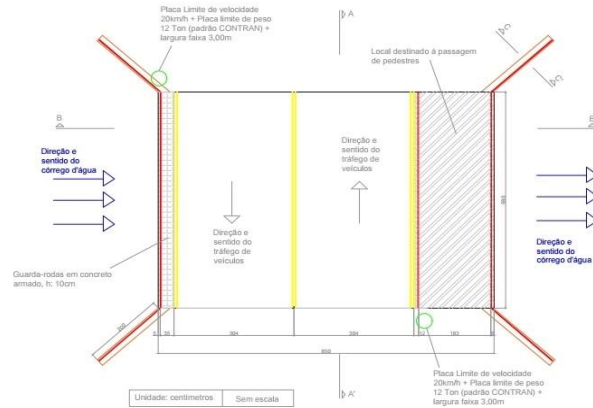 Placa Limite de velocidade
20km/h + Placa limite de peso
12 Ton (padrão CONTRAN) +
largura faixa 3,00m
A
Local destinado à passagem
de pedestres
C
C'
B
Direção e
sentido do
córrego d'água
Direção e
sentido do
tráfego de
veículos
Direção e
sentido do
tráfego de
veículos
Direção e
sentido do
córrego d'água
Guarda-rodas em concreto
armado, h: 10cm
304
183
850
A'
Placa Limite de velocidade
20km/h + Placa limite de peso
12 Ton (padrão CONTRAN) +
largura faixa 3,00m
Unidade: centímetros
Sem escala